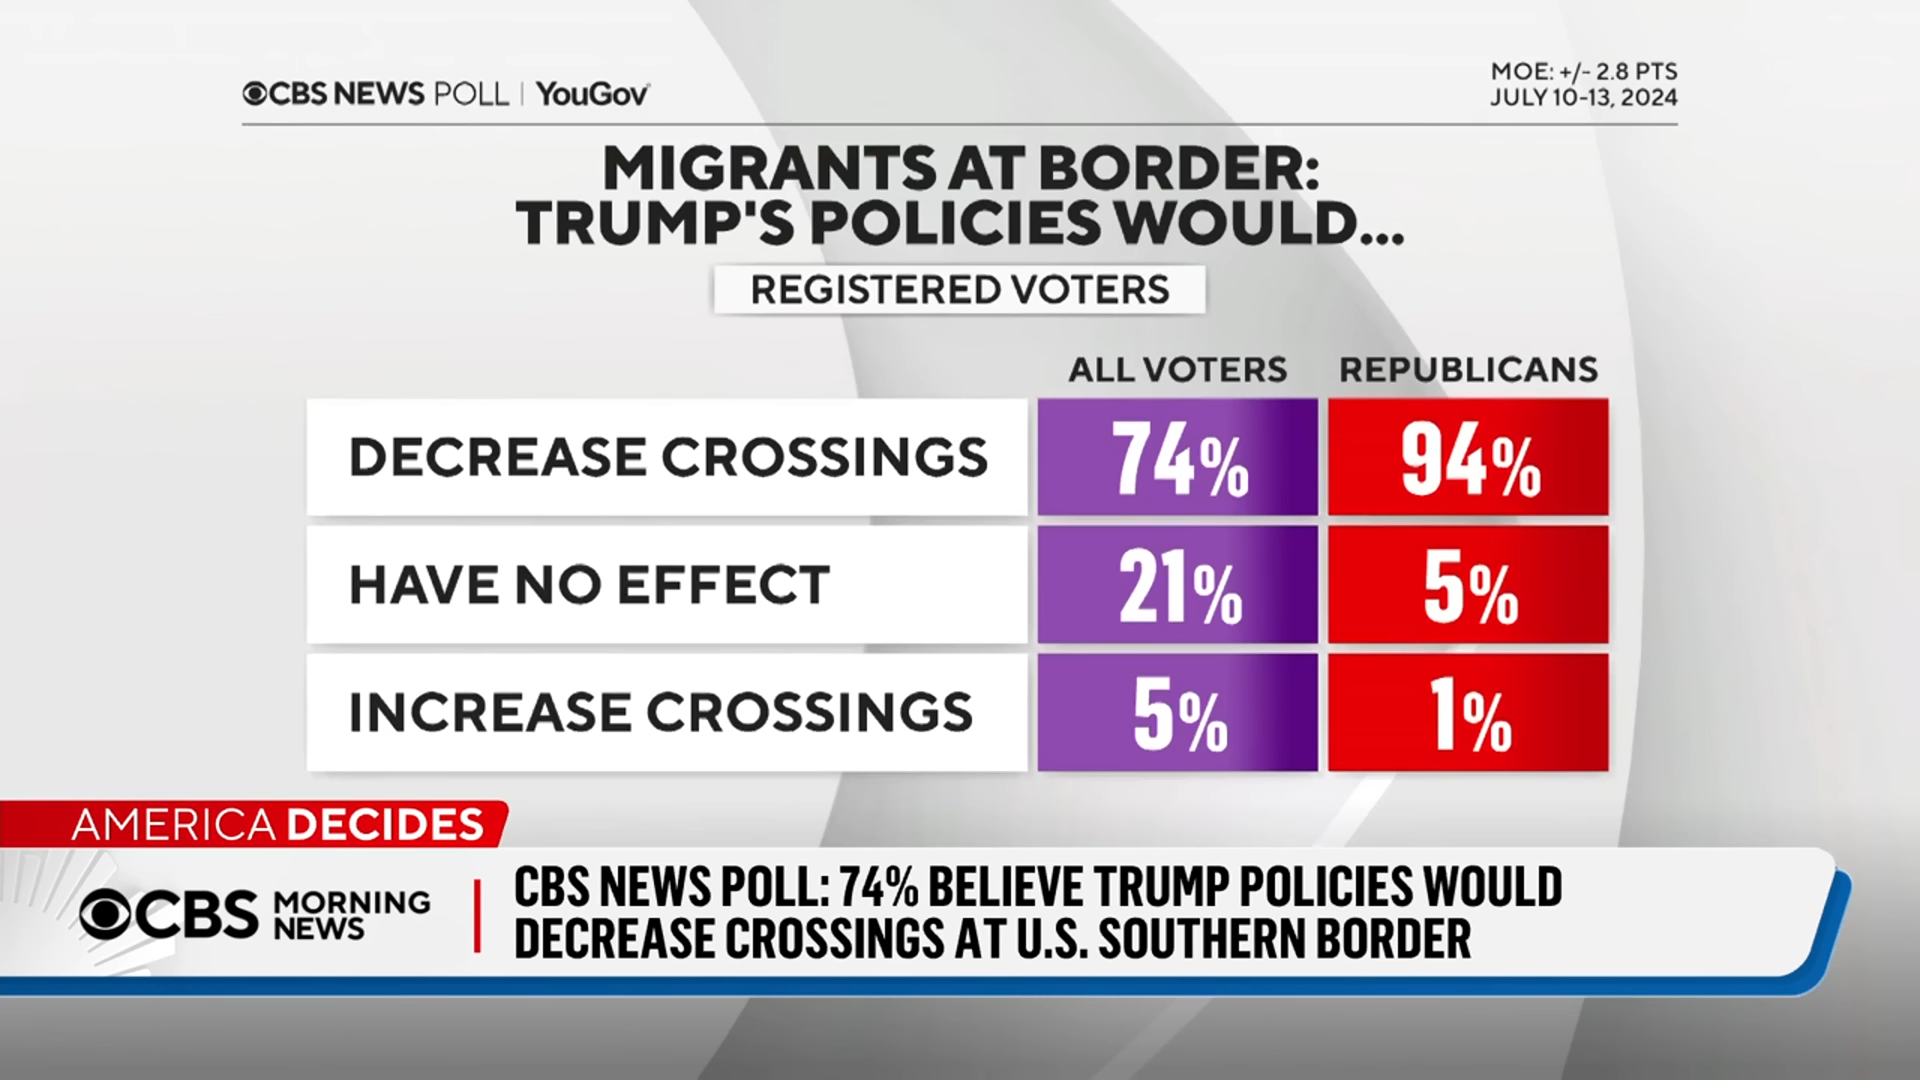 CBS NEWS POLL | YouGov
MOE: +/- 2.8 PTS
JULY 10-13, 2024
MIGRANTS AT BORDER:
TRUMP'S POLICIES WOULD...
REGISTERED VOTERS
ALL VOTERS REPUBLICANS
DECREASE CROSSINGS 74% 94%
HAVE NO EFFECT 21% 5%
INCREASE CROSSINGS 5% 1%
AMERICA DECIDES
CBS MORNING NEWS
CBS NEWS POLL: 74% BELIEVE TRUMP POLICIES WOULD
DECREASE CROSSINGS AT U.S. SOUTHERN BORDER